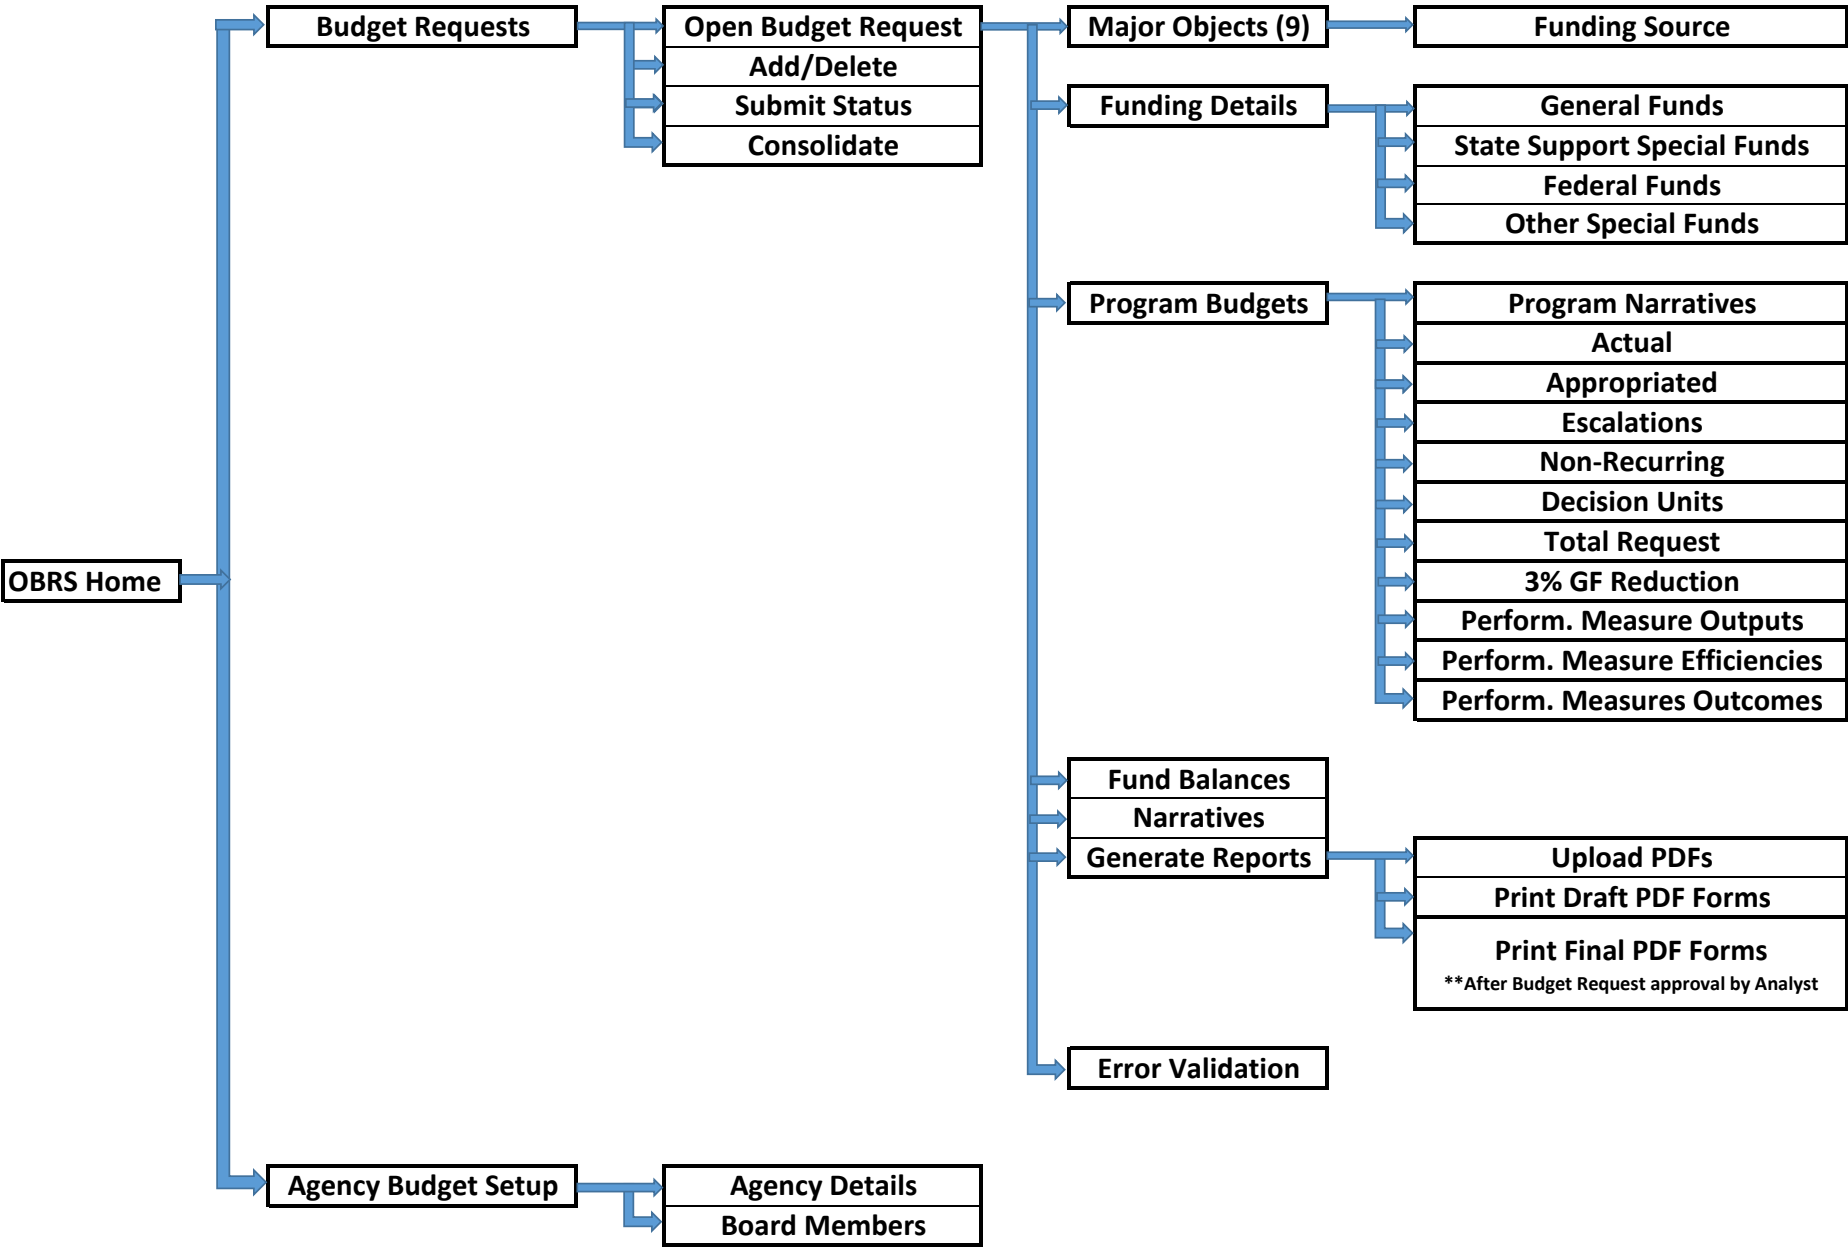 OBRS Home
Budget Requests
Open Budget Request
Add/Delete
Submit Status
Consolidate
Major Objects (9)
Funding Source
Funding Details
General Funds
State Support Special Funds
Federal Funds
Other Special Funds
Program Budgets
Program Narratives
Actual
Appropriated
Escalations
Non-Recurring
Decision Units
Total Request
3% GF Reduction
Perform. Measure Outputs
Perform. Measure Efficiencies
Perform. Measures Outcomes
Fund Balances
Narratives
Generate Reports
Upload PDFs
Print Draft PDF Forms
Print Final PDF Forms
**After Budget Request approval by Analyst
Error Validation
Agency Budget Setup
Agency Details
Board Members